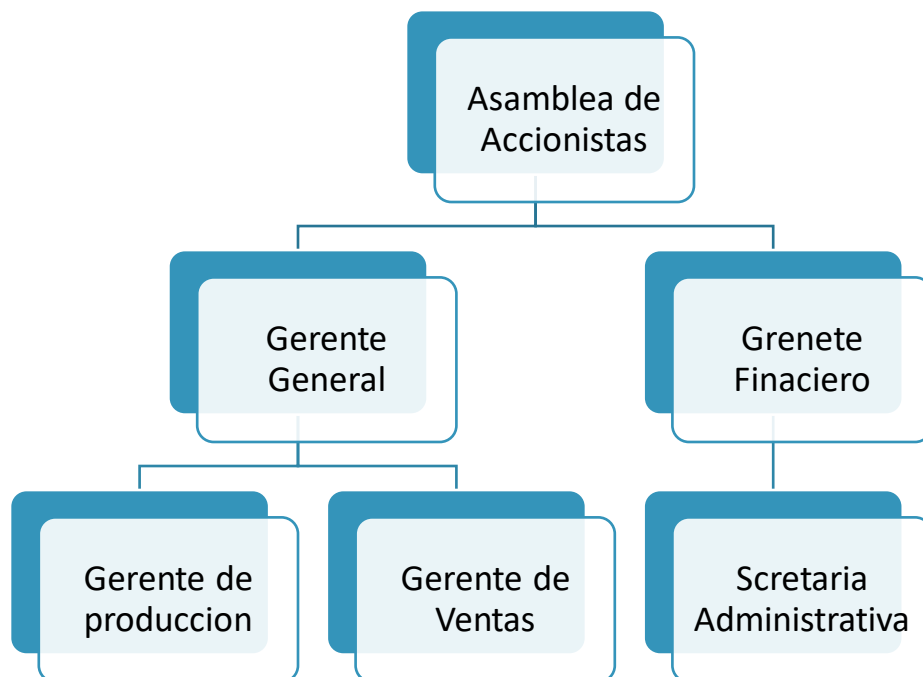 Asamblea de
Accionistas
Gerente
General
Grenete
Finaciero
Gerente de
produccion
Gerente de
Ventas
Scretaria
Administrativa